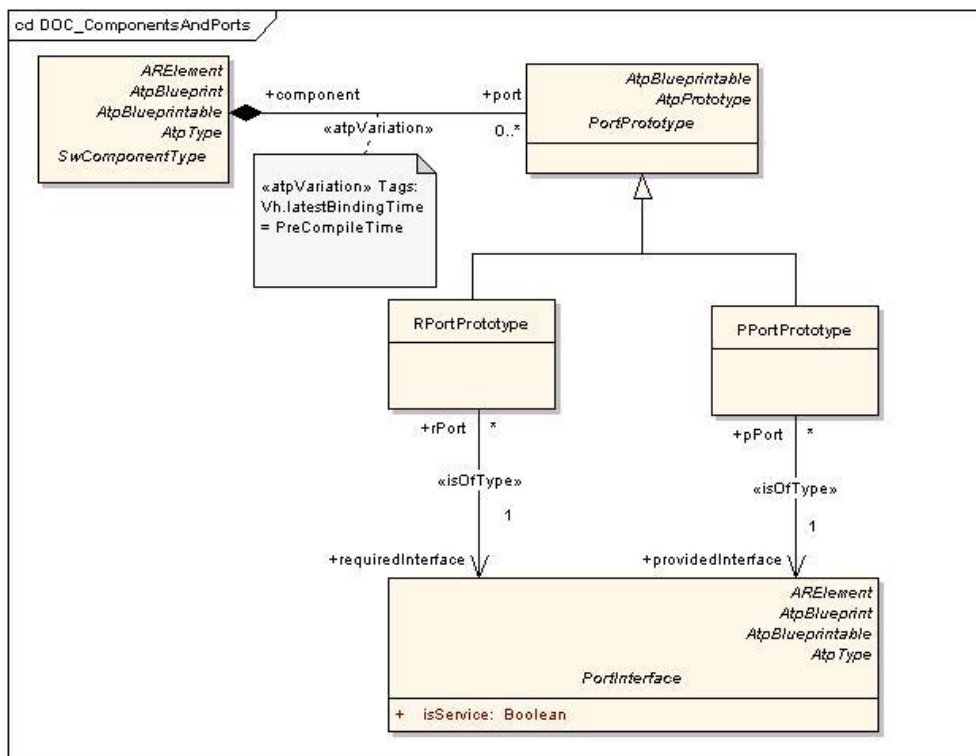 cd DOC_ComponentsAndPorts
ARElement
AtpBlueprint
AtpBlueprintable
AtpType
SwComponentType
+component
+port
«atpVariation»
0..*
AtpBlueprintable
AtpPrototype
PortPrototype
«atpVariation» Tags:
Vh.latestBindingTime
= PreCompileTime
RPortPrototype
PPortPrototype
+rPort *
+pPort *
«isOfType»
«isOfType»
1
1
+requiredInterface
+providedInterface
ARElement
AtpBlueprint
AtpBlueprintable
AtpType
PortInterface
+ isService: Boolean